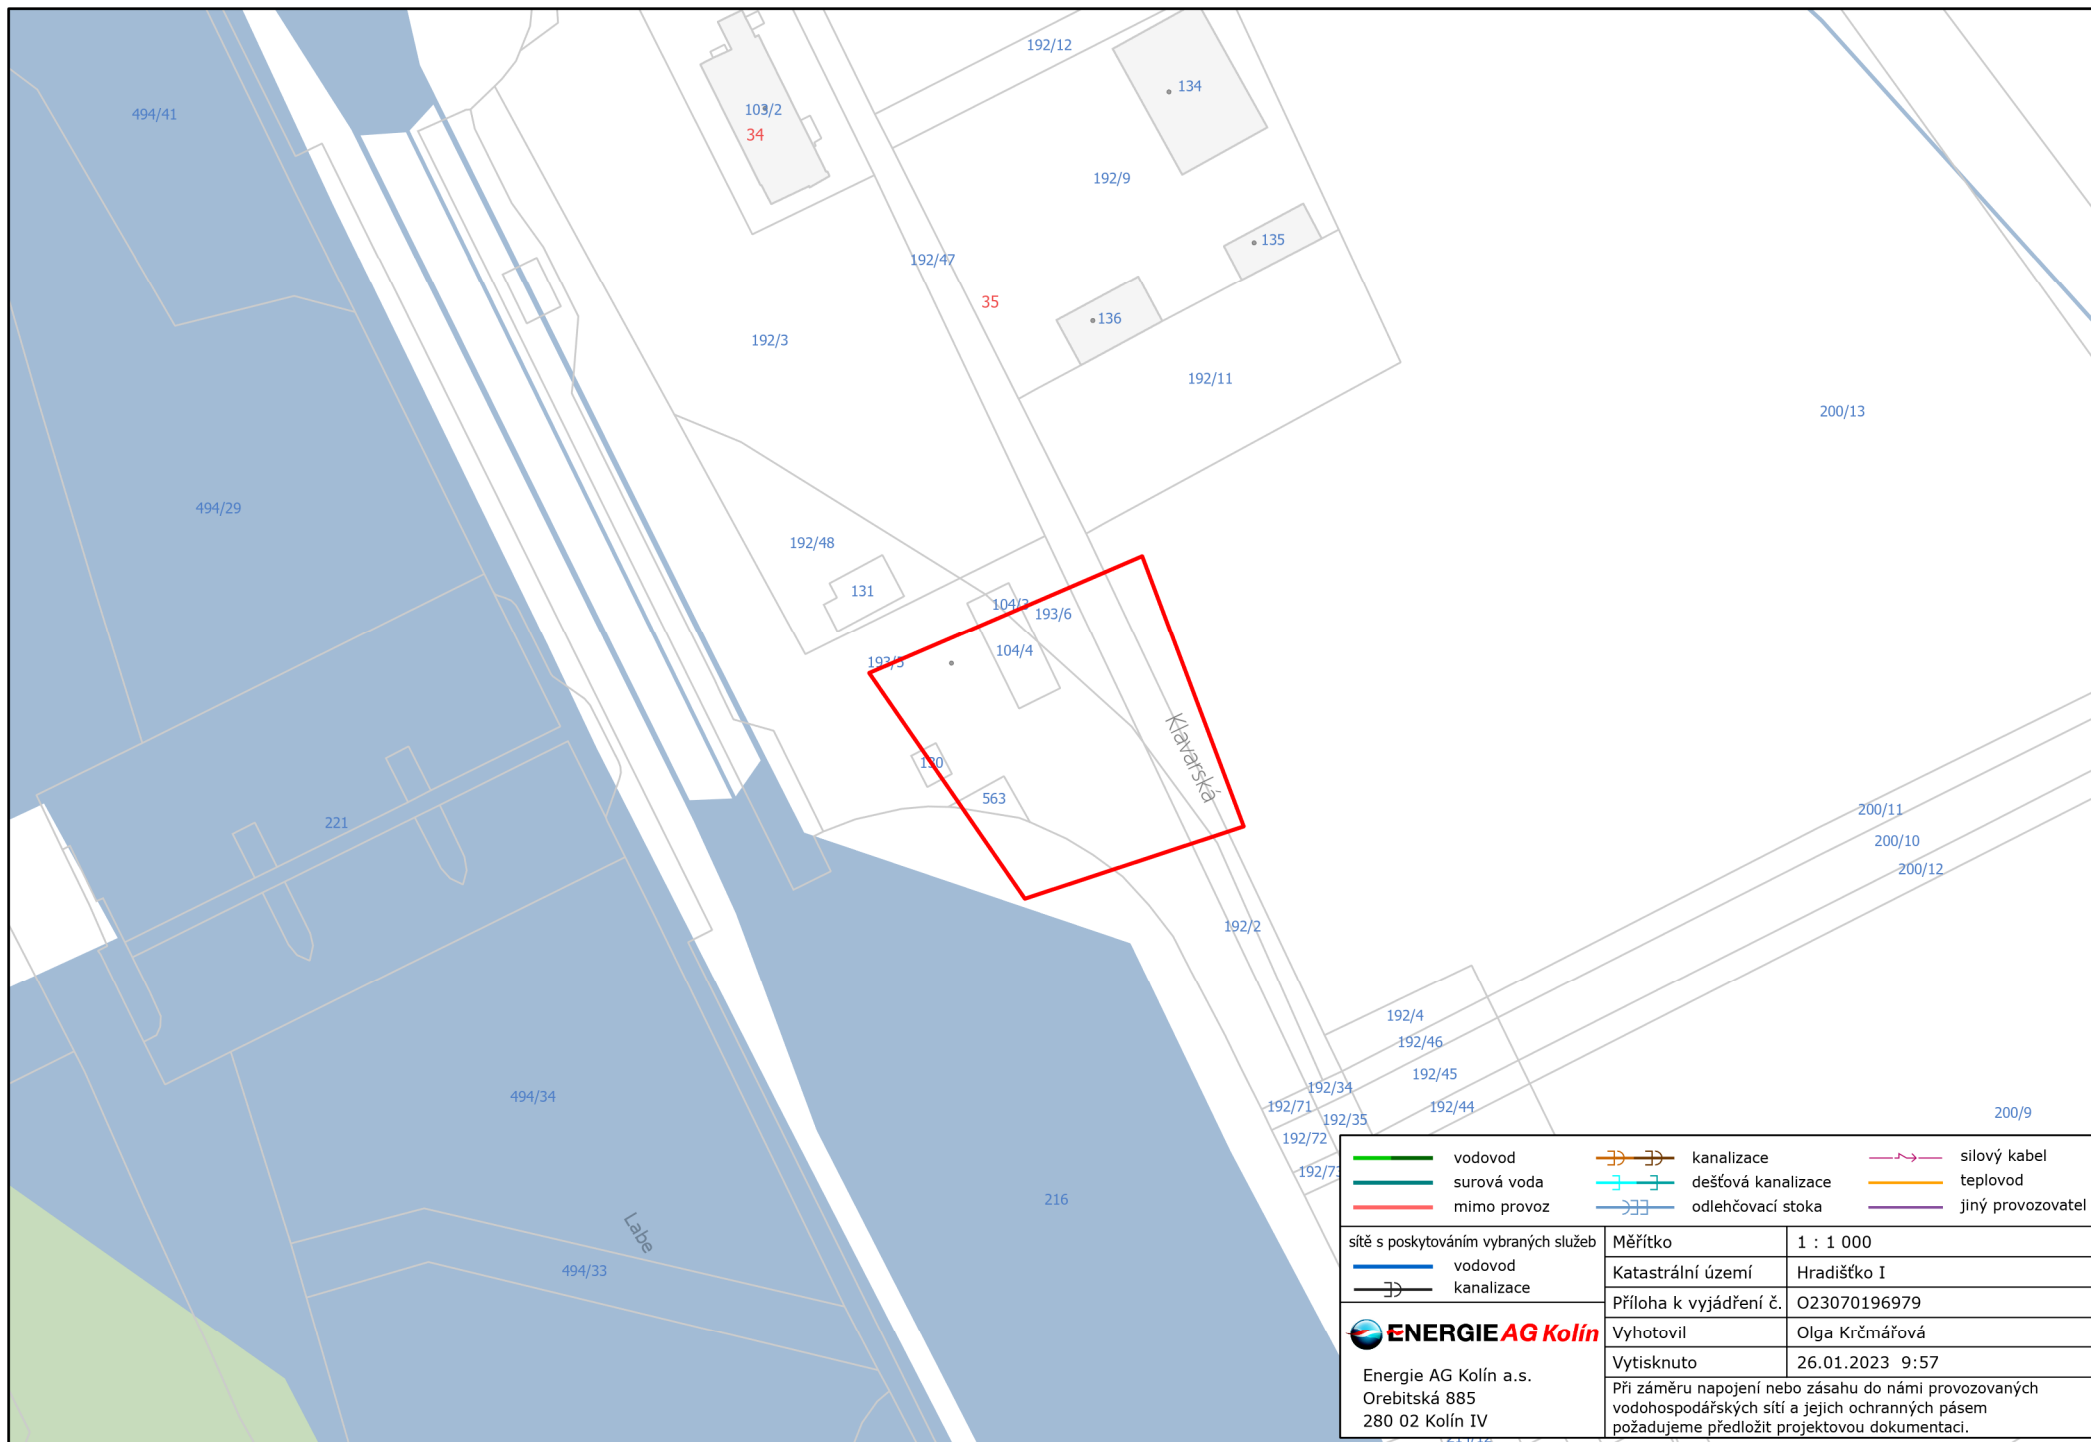 192/12
134
494/41
103/2
34
192/9
135
192/47
35
136
192/3
192/11
200/13
494/29
192/48
131
104/3
193/6
104/4
193/5
Klavarská
130
563
221
200/11
200/10
200/12
192/2
192/4
192/46
192/45
192/34
494/34
192/71
192/44
192/35
200/9
192/72
192/73
216
Labe
494/33
vodovod
kanalizace
silový kabel
surová voda
dešťová kanalizace
teplovod
mimo provoz
odlehčovací stoka
jiný provozovatel
sítě s poskytováním vybraných služeb
vodovod
kanalizace
Měřítko 1 : 1 000
Katastrální území Hradišťko I
Příloha k vyjádření č. O23070196979
Vyhotovil Olga Krčmářová
Vytisknuto 26.01.2023 9:57
ENERGIE AG Kolín
Energie AG Kolín a.s.
Orebitská 885
280 02 Kolín IV
Při záměru napojení nebo zásahu do námi provozovaných
vodohospodářských sítí a jejich ochranných pásem
požadujeme předložit projektovou dokumentaci.